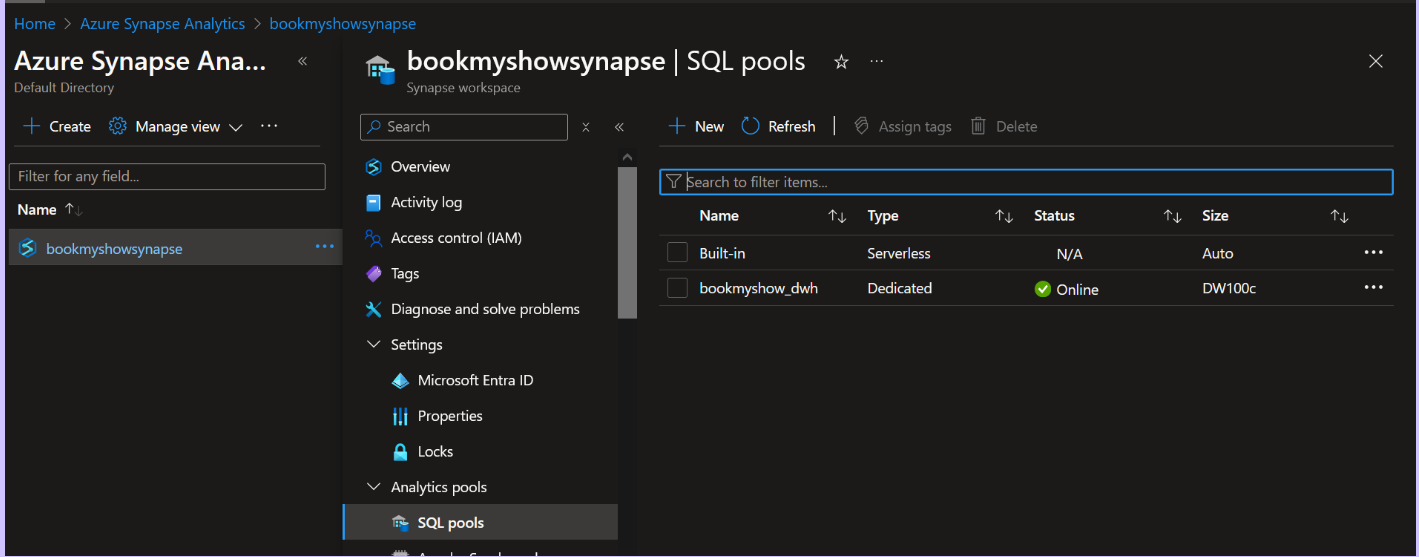 Home > Azure Synapse Analytics > bookmyshowsynapse
Azure Synapse Ana... «
Default Directory
+ Create Manage view ...
Filter for any field...
Name ↑↓
bookmyshowsynapse ...
bookmyshowsynapse | SQL pools ...
Synapse workspace
Search «
Overview
Activity log
Access control (IAM)
Tags
Diagnose and solve problems
Settings
Microsoft Entra ID
Properties
Locks
Analytics pools
SQL pools
+ New Refresh | Assign tags Delete
Search to filter items...
Name ↑↓ Type ↑↓ Status ↑↓ Size ↑↓
Built-in Serverless N/A Auto ...
bookmyshow_dwh Dedicated Online DW100c ...